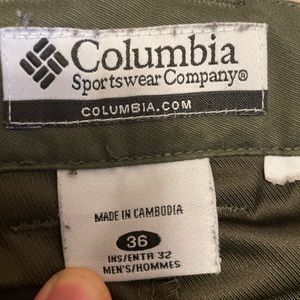 Columbia
Sportswear Company®
COLUMBIA.COM
MADE IN CAMBODIA
36
INS/ENTR 32
MEN'S/HOMMES